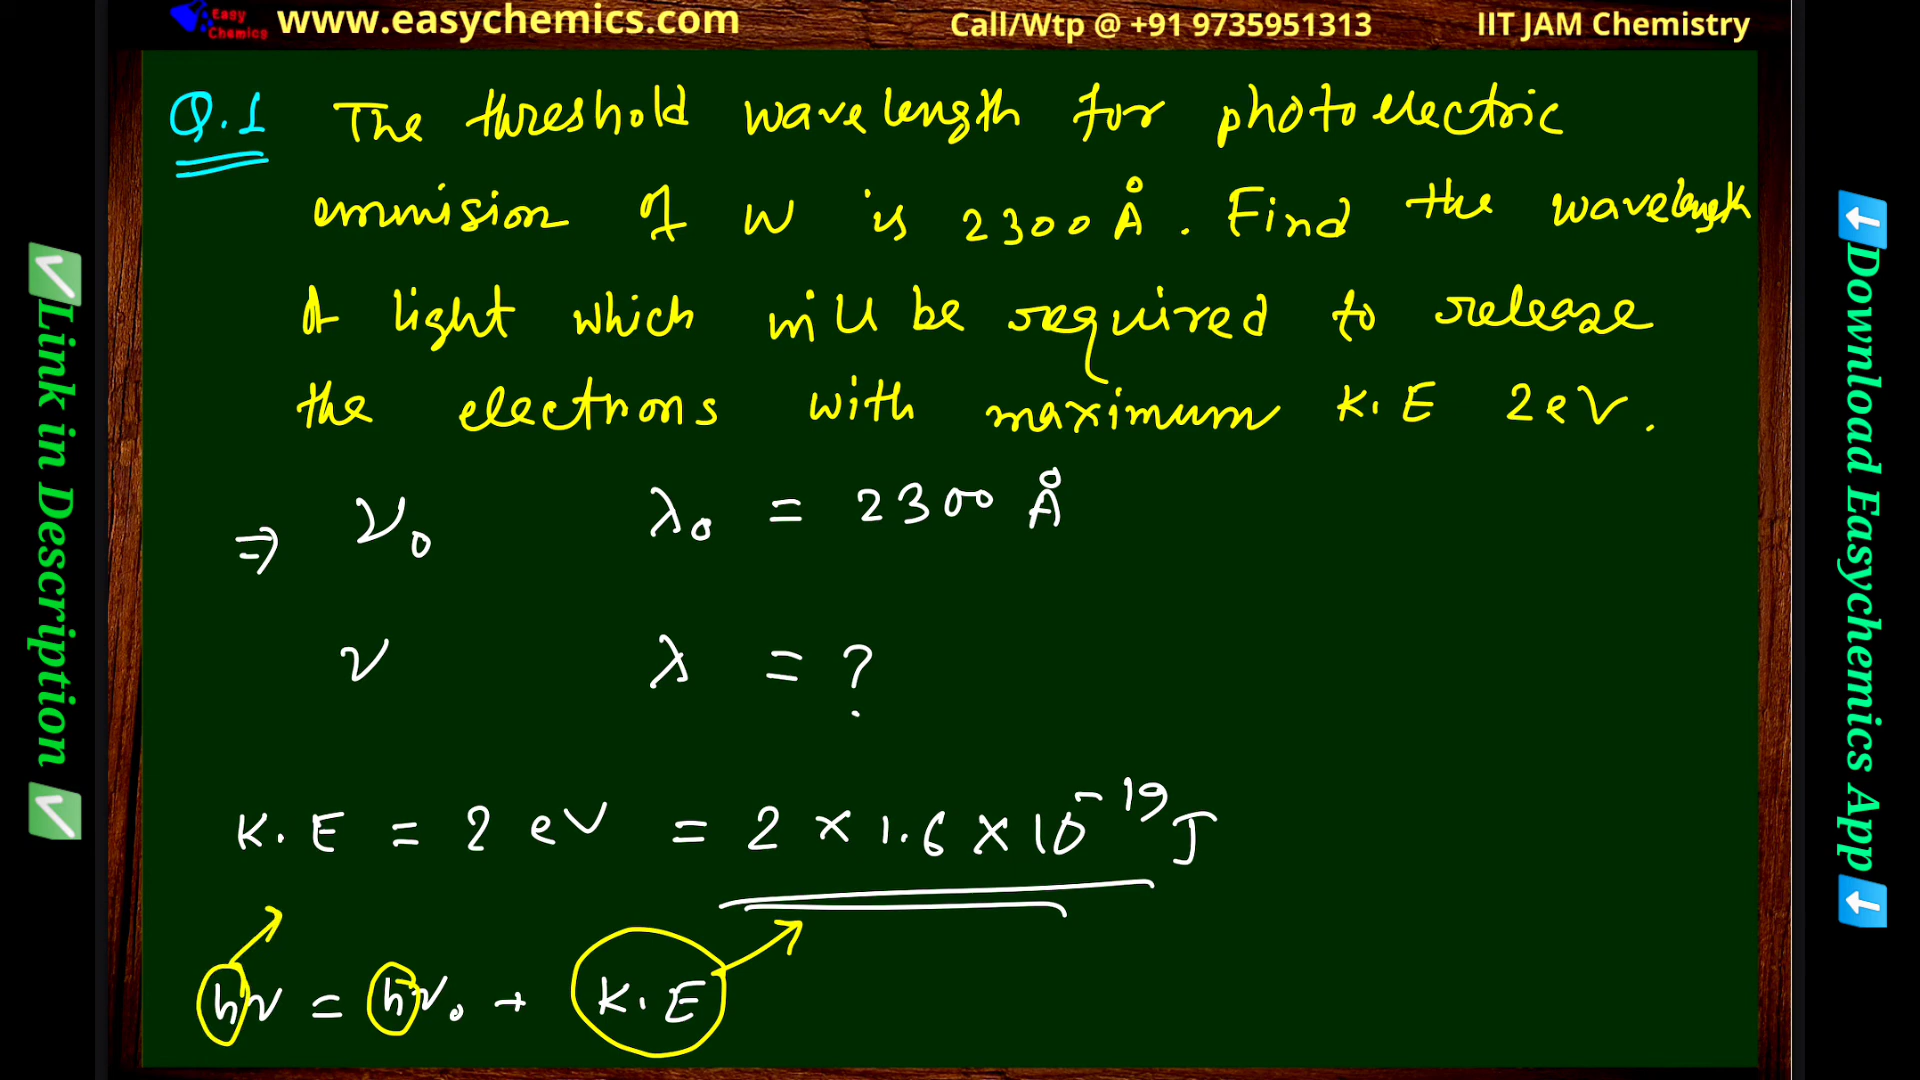 Easy Chemics www.easychemics.com Call/Wtp @ +91 9735951313 IIT JAM Chemistry
Q.1 The threshold wavelength for photoelectric
emmision of W is 2300 Å. Find the wavelength
of light which will be required to release
the electrons with maximum K.E 2eV.
⇒ ν₀ λ₀ = 2300 Å
ν λ = ?
K.E = 2 eV = 2 × 1.6 × 10⁻¹⁹ J
hν = hν₀ + K.E
✅Link in Description ✅
⬆Download Easychemics App⬆